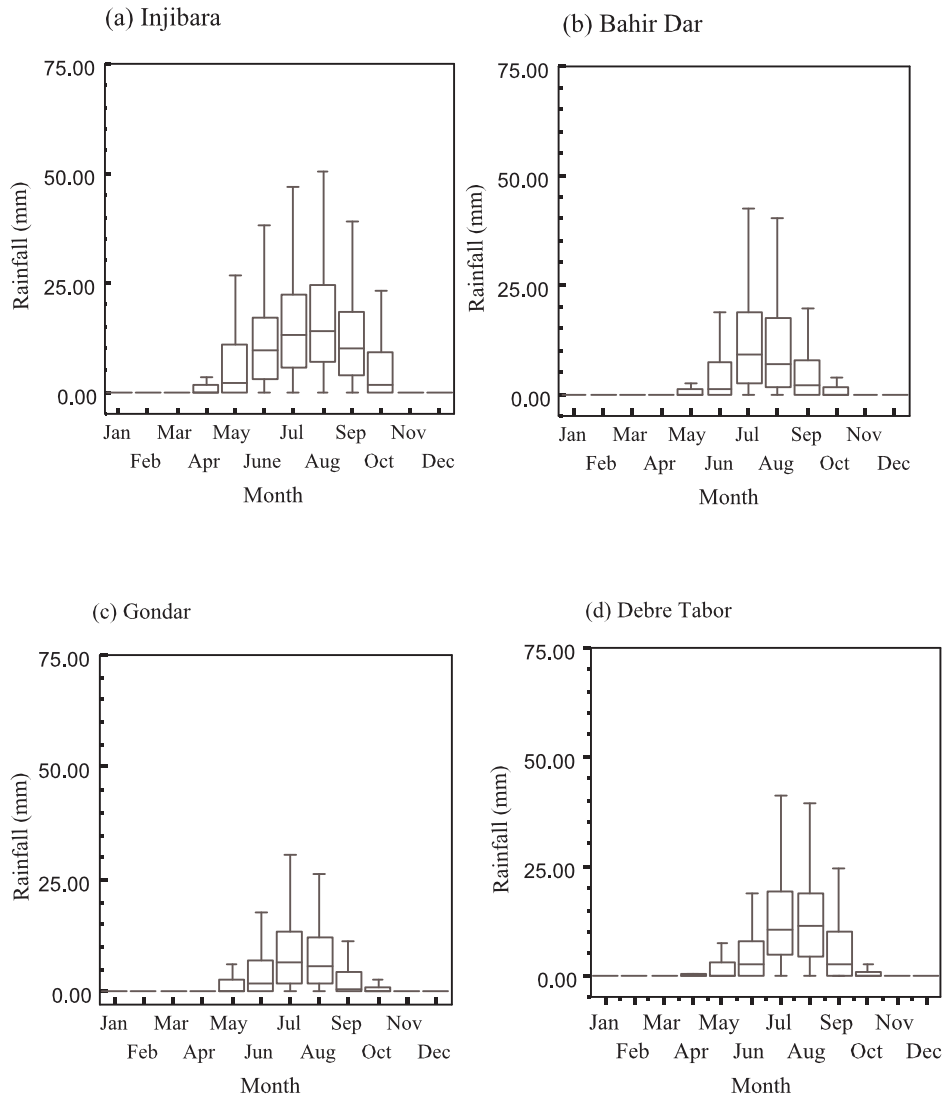 (a) Injibara
75.00
50.00
25.00
0.00
Rainfall (mm)
Jan Mar May Jul Sep Nov
Feb Apr June Aug Oct Dec
Month
(b) Bahir Dar
75.00
50.00
25.00
0.00
Rainfall (mm)
Jan Mar May Jul Sep Nov
Feb Apr Jun Aug Oct Dec
Month
(c) Gondar
75.00
50.00
25.00
0.00
Rainfall (mm)
Jan Mar May Jul Sep Nov
Feb Apr Jun Aug Oct Dec
Month
(d) Debre Tabor
75.00
50.00
25.00
0.00
Rainfall (mm)
Jan Mar May Jul Sep Nov
Feb Apr Jun Aug Oct Dec
Month